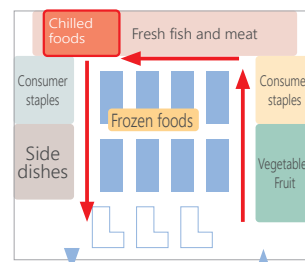 Chilled
foods
Fresh fish and meat
Consumer
staples
Consume
staples
Frozen foods
Side
dishes
Vegetable
Fruit